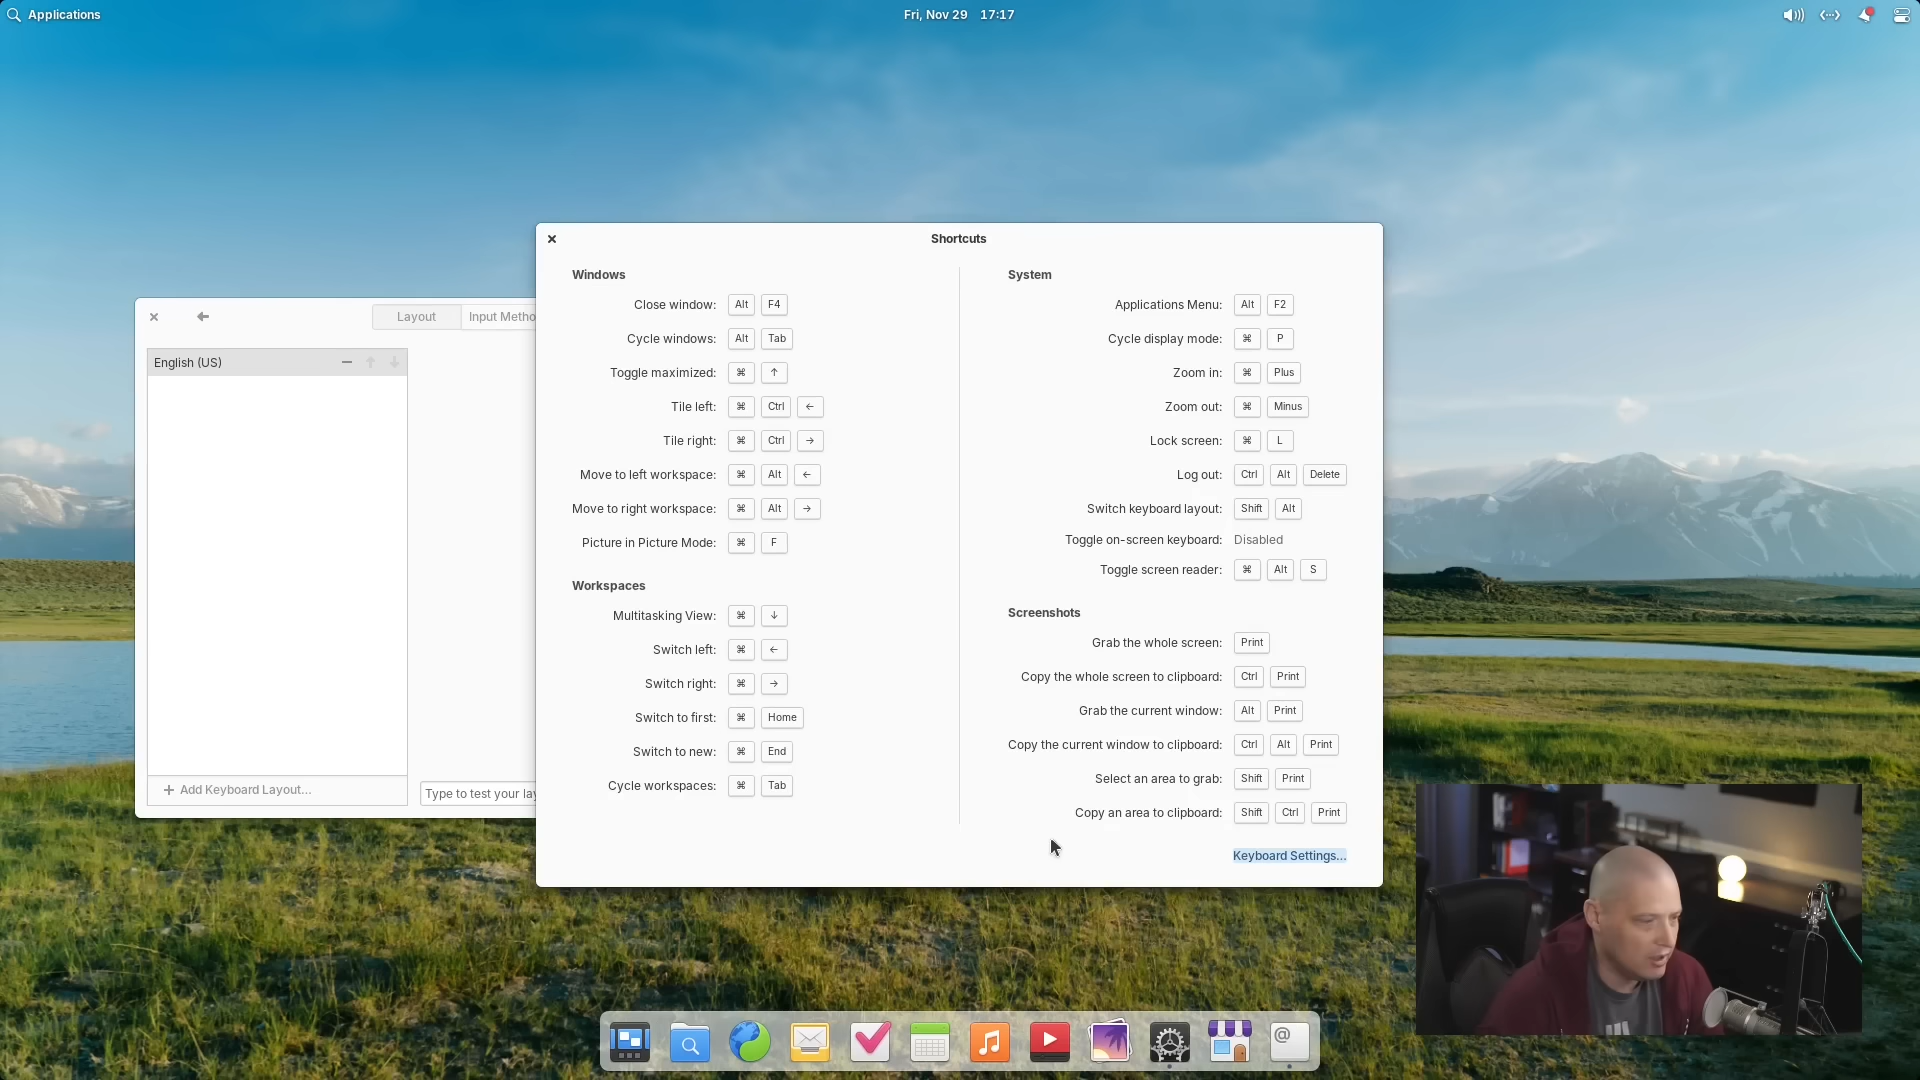 Applications
Fri, Nov 29 17:17
Shortcuts
Windows
Close window: Alt F4
Cycle windows: Alt Tab
Toggle maximized: ⌘ ↑
Tile left: ⌘ Ctrl ←
Tile right: ⌘ Ctrl →
Move to left workspace: ⌘ Alt ←
Move to right workspace: ⌘ Alt →
Picture in Picture Mode: ⌘ F
Workspaces
Multitasking View: ⌘ ↓
Switch left: ⌘ ←
Switch right: ⌘ →
Switch to first: ⌘ Home
Switch to new: ⌘ End
Cycle workspaces: ⌘ Tab
System
Applications Menu: Alt F2
Cycle display mode: ⌘ P
Zoom in: ⌘ Plus
Zoom out: ⌘ Minus
Lock screen: ⌘ L
Log out: Ctrl Alt Delete
Switch keyboard layout: Shift Alt
Toggle on-screen keyboard: Disabled
Toggle screen reader: ⌘ Alt S
Screenshots
Grab the whole screen: Print
Copy the whole screen to clipboard: Ctrl Print
Grab the current window: Alt Print
Copy the current window to clipboard: Ctrl Alt Print
Select an area to grab: Shift Print
Copy an area to clipboard: Shift Ctrl Print
Keyboard Settings...
Layout Input Metho
English (US)
+ Add Keyboard Layout...
Type to test your lay
@